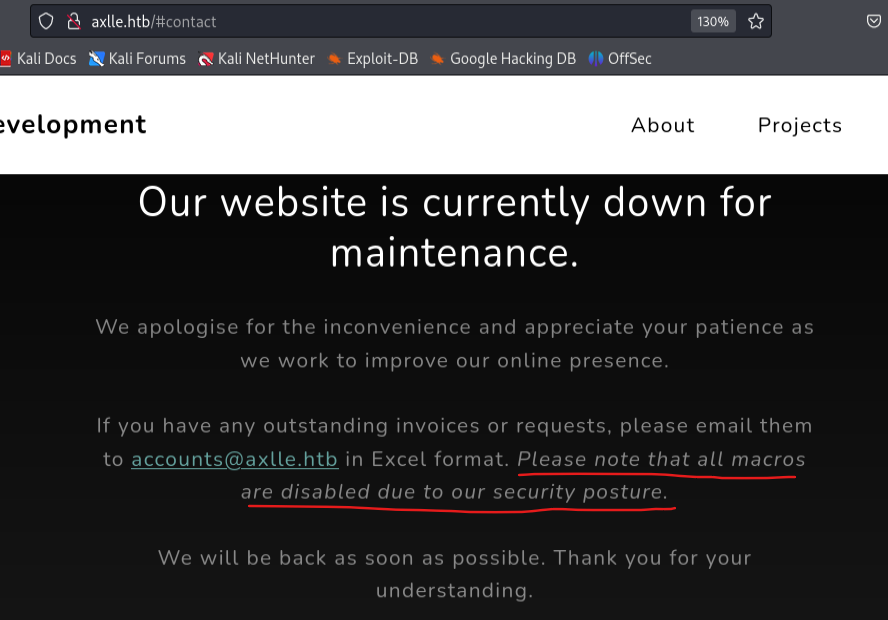 axlle.htb/#contact 130%
Kali Docs Kali Forums Kali NetHunter Exploit-DB Google Hacking DB OffSec
evelopment About Projects
Our website is currently down for
maintenance.
We apologise for the inconvenience and appreciate your patience as
we work to improve our online presence.
If you have any outstanding invoices or requests, please email them
to accounts@axlle.htb in Excel format. Please note that all macros
are disabled due to our security posture.
We will be back as soon as possible. Thank you for your
understanding.